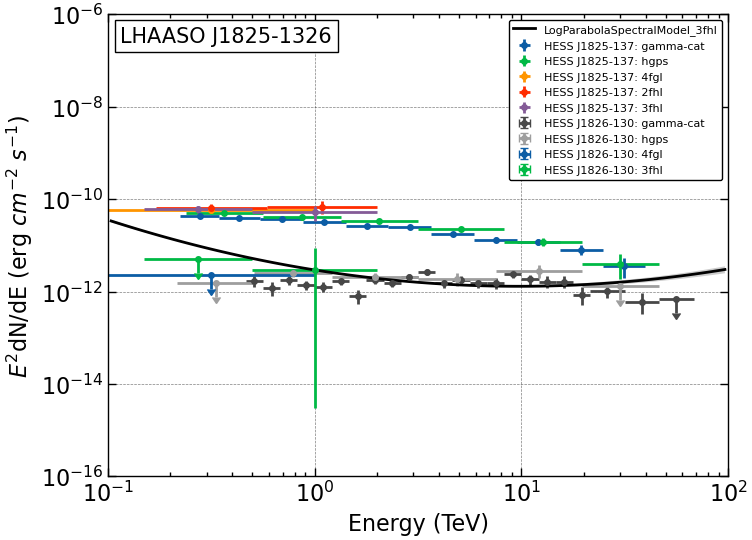 LHAASO J1825-1326
LogParabolaSpectralModel_3fhl
HESS J1825-137: gamma-cat
HESS J1825-137: hgps
HESS J1825-137: 4fgl
HESS J1825-137: 2fhl
HESS J1825-137: 3fhl
HESS J1826-130: gamma-cat
HESS J1826-130: hgps
HESS J1826-130: 4fgl
HESS J1826-130: 3fhl
10⁻⁶
10⁻⁸
10⁻¹⁰
10⁻¹²
10⁻¹⁴
10⁻¹⁶
E²dN/dE (erg cm⁻² s⁻¹)
10⁻¹ 10⁰ 10¹ 10²
Energy (TeV)